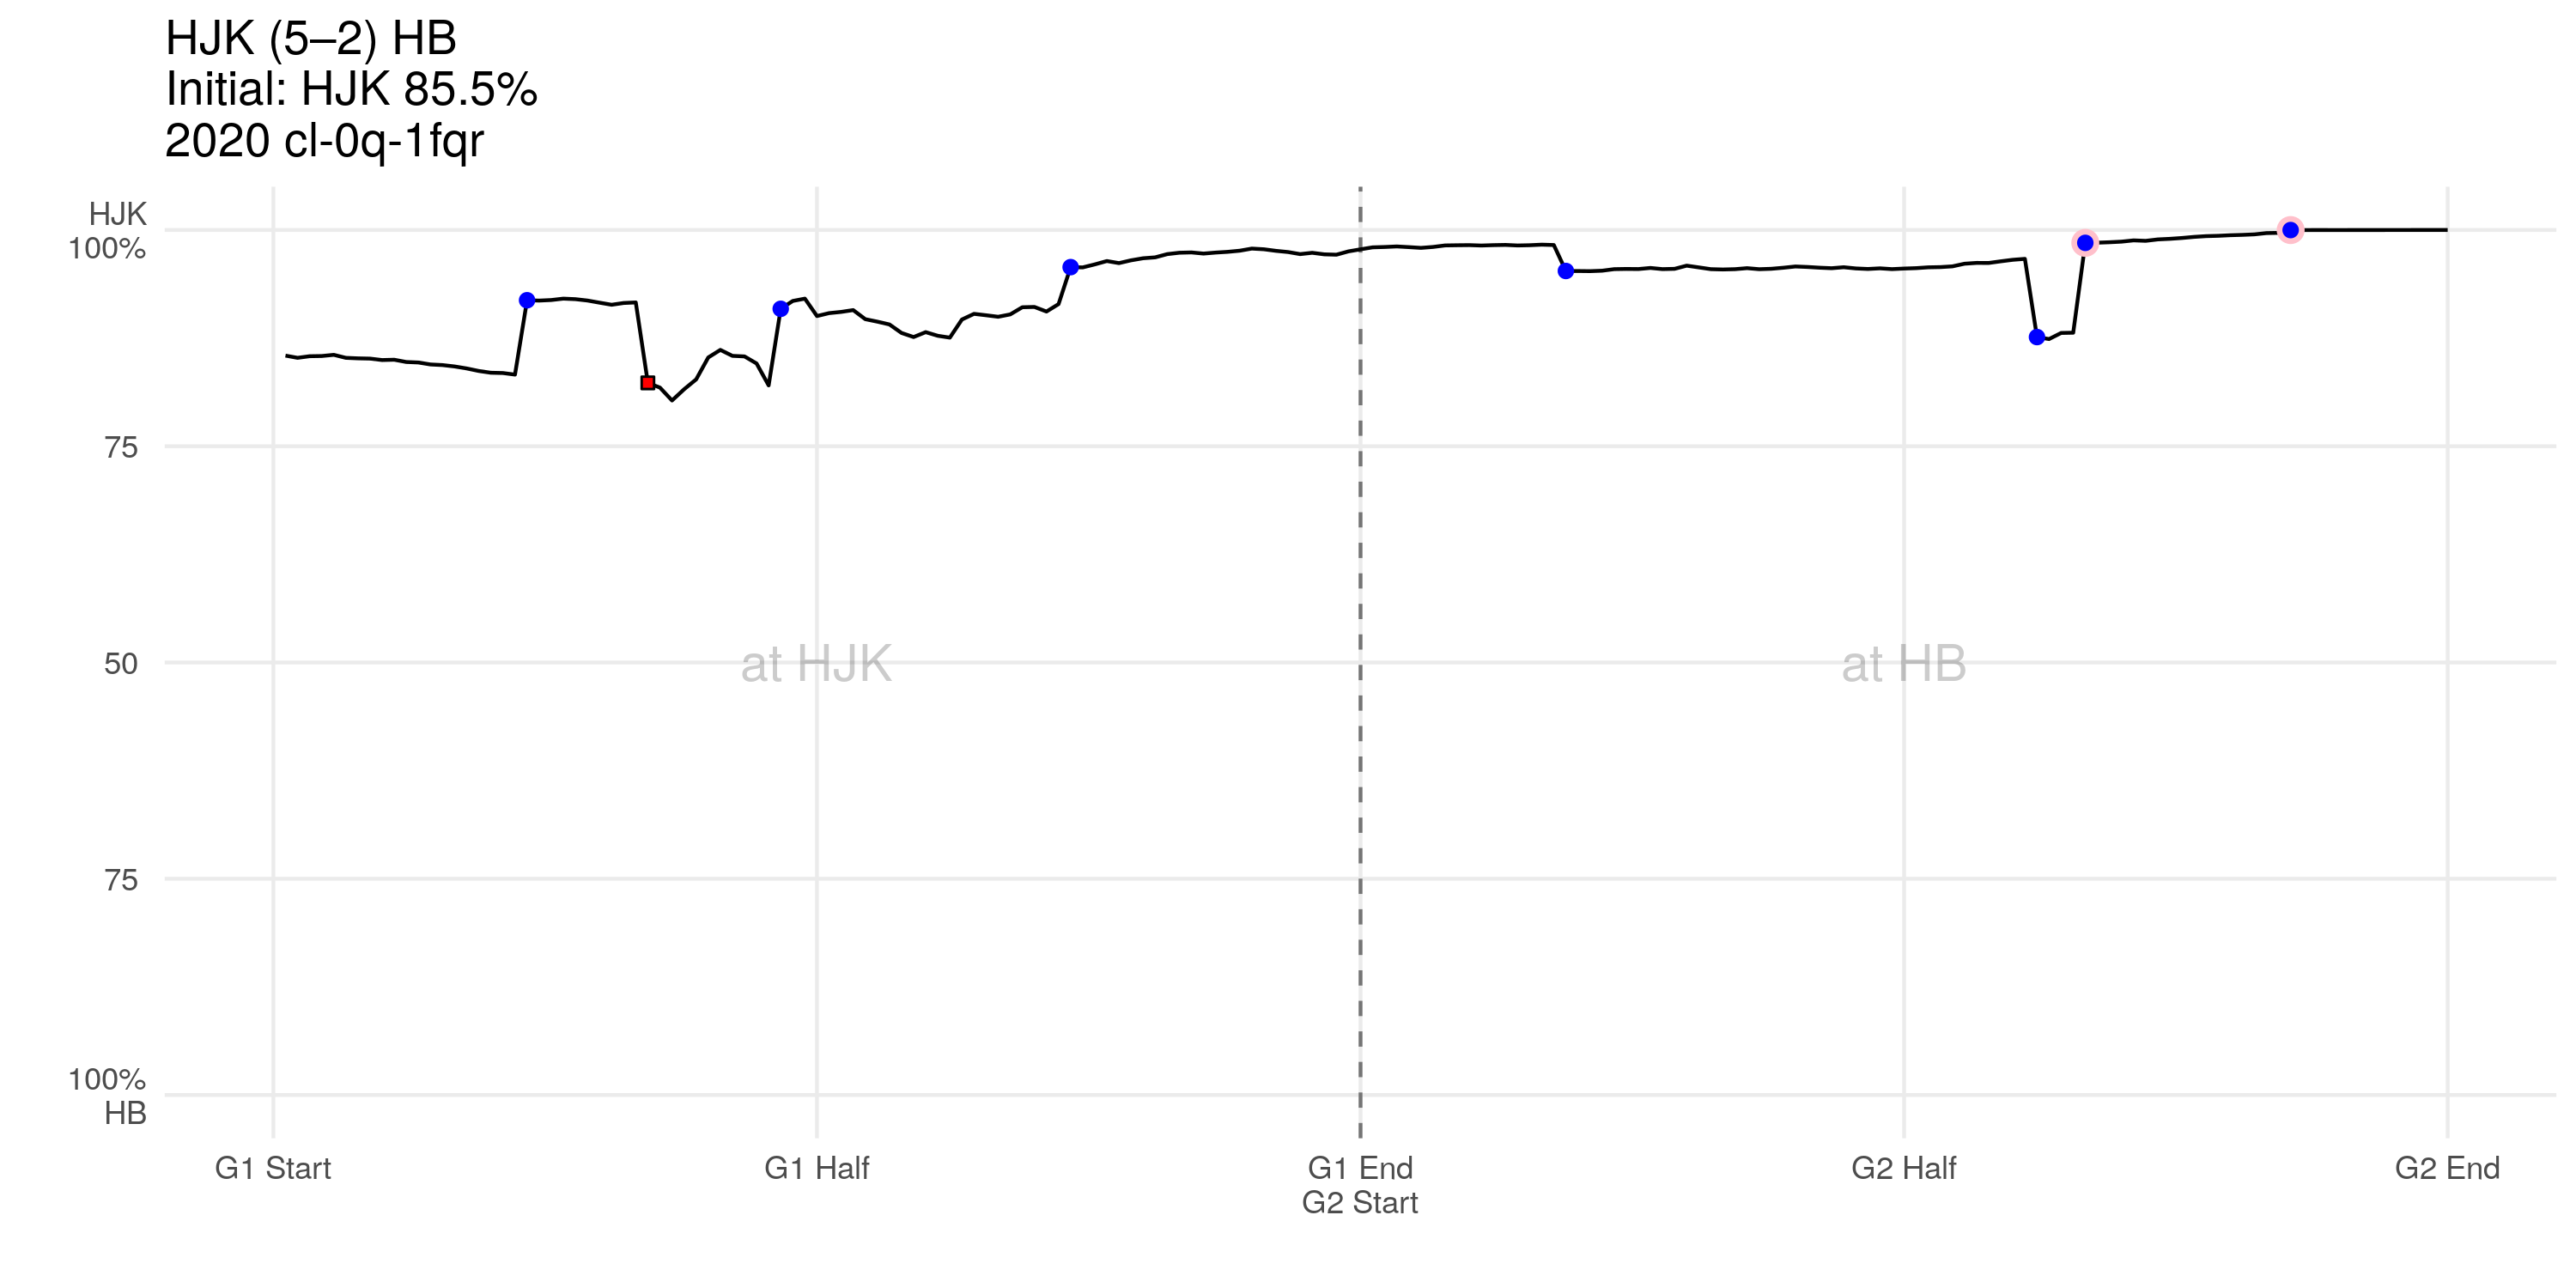 HJK (5–2) HB
Initial: HJK 85.5%
2020 cl-0q-1fqr
HJK
100%
75
50
75
100%
HB
at HJK
at HB
G1 Start
G1 Half
G1 End
G2 Start
G2 Half
G2 End